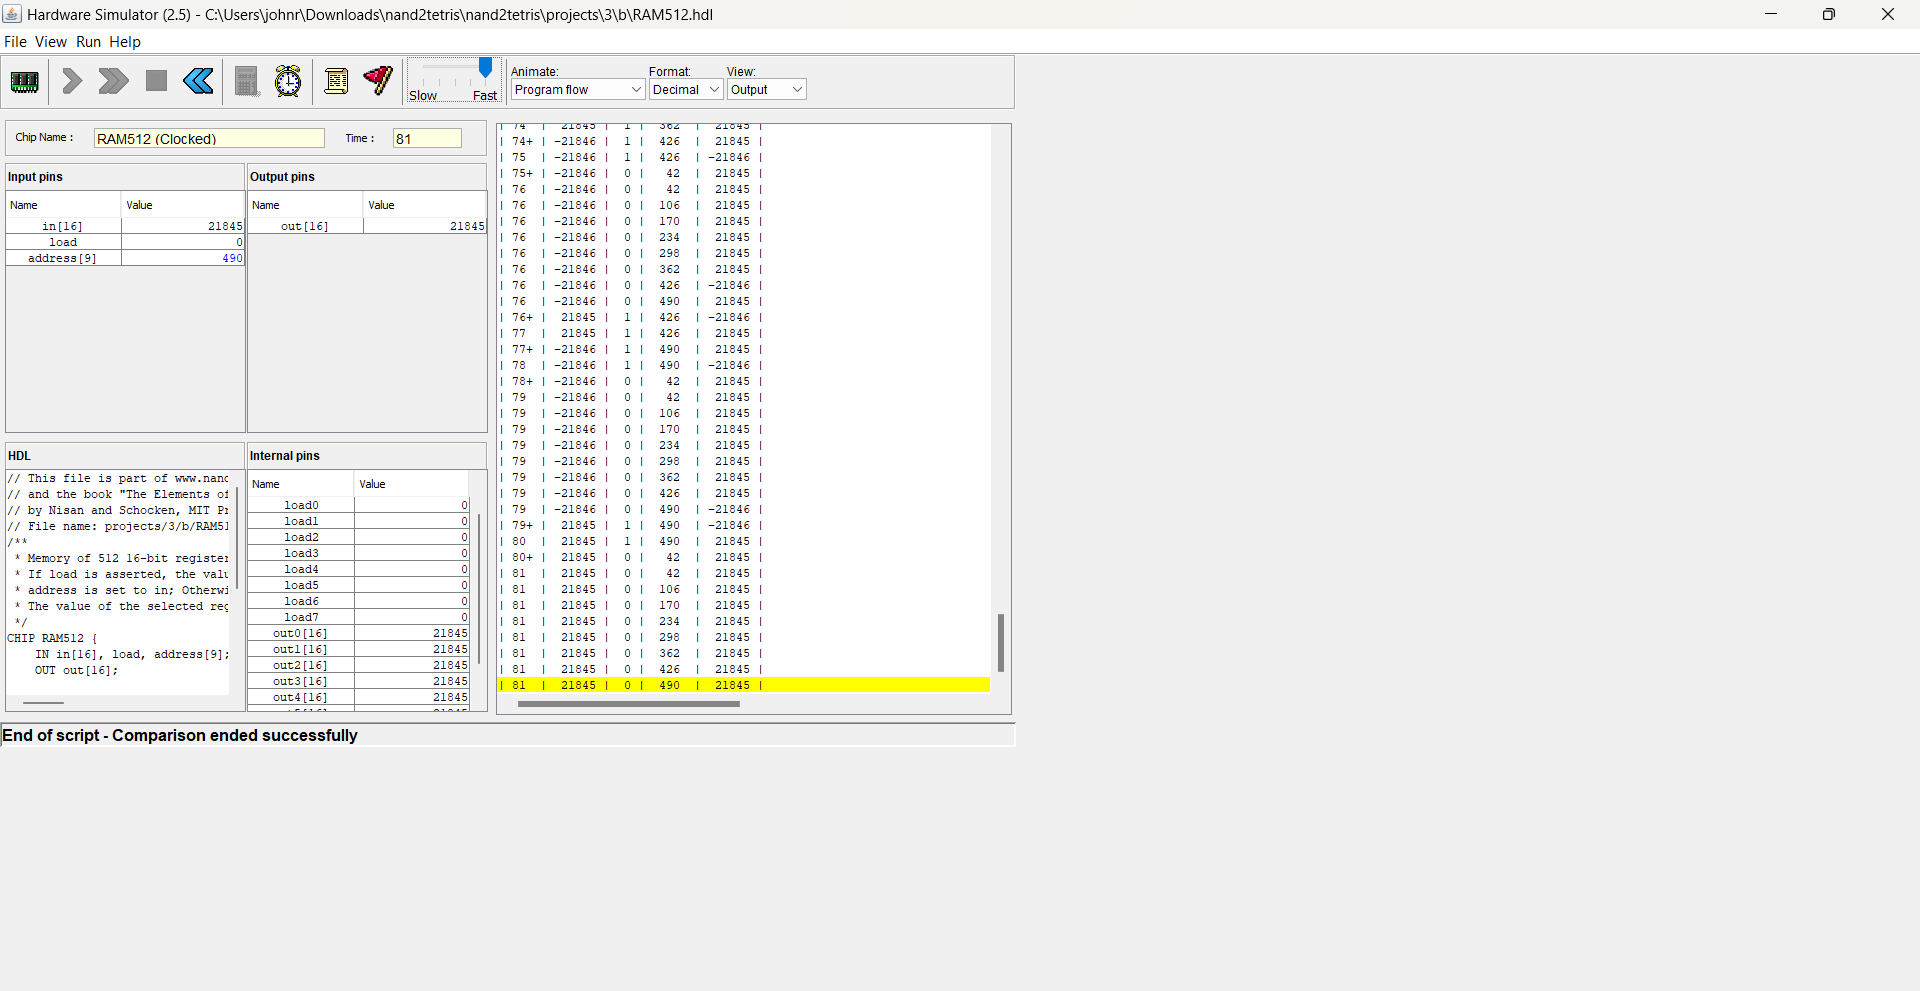 Hardware Simulator (2.5) - C:\Users\johnr\Downloads\nand2tetris\nand2tetris\projects\3\b\RAM512.hdl
File View Run Help
Slow Fast
Animate: Format: View:
Program flow Decimal Output
Chip Name : RAM512 (Clocked) Time : 81
Input pins
Name Value
in[16] 21845
load 0
address[9] 490
Output pins
Name Value
out[16] 21845
HDL
// This file is part of www.nand
// and the book "The Elements of
// by Nisan and Schocken, MIT Pr
// File name: projects/3/b/RAM51
/**
* Memory of 512 16-bit register
* If load is asserted, the valu
* address is set to in; Otherwi
* The value of the selected reg
*/
CHIP RAM512 {
IN in[16], load, address[9];
OUT out[16];
Internal pins
Name Value
load0 0
load1 0
load2 0
load3 0
load4 0
load5 0
load6 0
load7 0
out0[16] 21845
out1[16] 21845
out2[16] 21845
out3[16] 21845
out4[16] 21845
| 74 | 21845 | 1 | 362 | 21845 |
| 74+ | -21846 | 1 | 426 | 21845 |
| 75 | -21846 | 1 | 426 | -21846 |
| 75+ | -21846 | 0 | 42 | 21845 |
| 76 | -21846 | 0 | 42 | 21845 |
| 76 | -21846 | 0 | 106 | 21845 |
| 76 | -21846 | 0 | 170 | 21845 |
| 76 | -21846 | 0 | 234 | 21845 |
| 76 | -21846 | 0 | 298 | 21845 |
| 76 | -21846 | 0 | 362 | 21845 |
| 76 | -21846 | 0 | 426 | -21846 |
| 76 | -21846 | 0 | 490 | 21845 |
| 76+ | 21845 | 1 | 426 | -21846 |
| 77 | 21845 | 1 | 426 | 21845 |
| 77+ | -21846 | 1 | 490 | 21845 |
| 78 | -21846 | 1 | 490 | -21846 |
| 78+ | -21846 | 0 | 42 | 21845 |
| 79 | -21846 | 0 | 42 | 21845 |
| 79 | -21846 | 0 | 106 | 21845 |
| 79 | -21846 | 0 | 170 | 21845 |
| 79 | -21846 | 0 | 234 | 21845 |
| 79 | -21846 | 0 | 298 | 21845 |
| 79 | -21846 | 0 | 362 | 21845 |
| 79 | -21846 | 0 | 426 | 21845 |
| 79 | -21846 | 0 | 490 | -21846 |
| 79+ | 21845 | 1 | 490 | -21846 |
| 80 | 21845 | 1 | 490 | 21845 |
| 80+ | 21845 | 0 | 42 | 21845 |
| 81 | 21845 | 0 | 42 | 21845 |
| 81 | 21845 | 0 | 106 | 21845 |
| 81 | 21845 | 0 | 170 | 21845 |
| 81 | 21845 | 0 | 234 | 21845 |
| 81 | 21845 | 0 | 298 | 21845 |
| 81 | 21845 | 0 | 362 | 21845 |
| 81 | 21845 | 0 | 426 | 21845 |
| 81 | 21845 | 0 | 490 | 21845 |
End of script - Comparison ended successfully